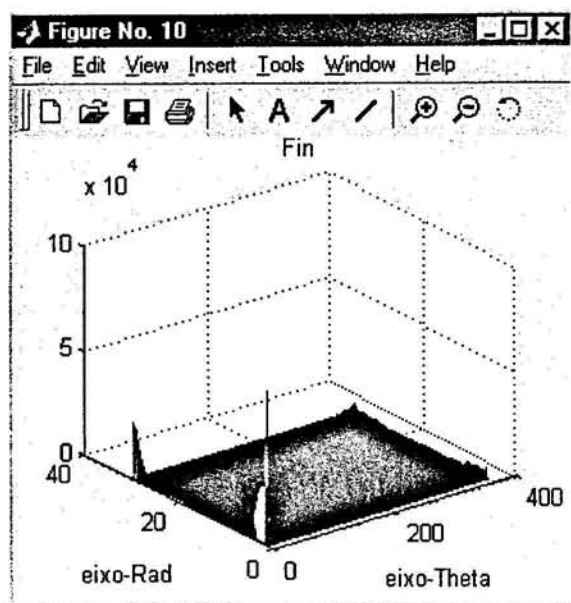 Figure No. 10
File Edit View Insert Tools Window Help
A
Fin
x 10^4
10
5
0
40
20
0
0
200
400
eixo-Rad
eixo-Theta